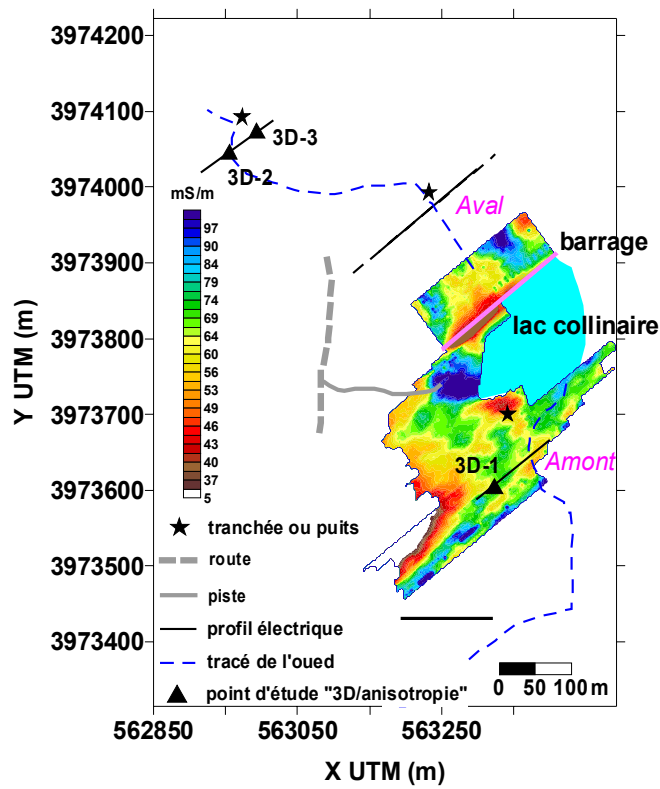 3974200
3974100
3974000
3973900
3973800
3973700
3973600
3973500
3973400
Y UTM (m)
3D-3
3D-2
mS/m
97
90
84
79
74
69
64
60
56
53
49
46
43
40
37
5
Aval
barrage
lac collinaire
3D-1
Amont
tranchée ou puits
route
piste
profil électrique
tracé de l'oued
point d'étude "3D/anisotropie"
0 50 100 m
562850 563050 563250
X UTM (m)